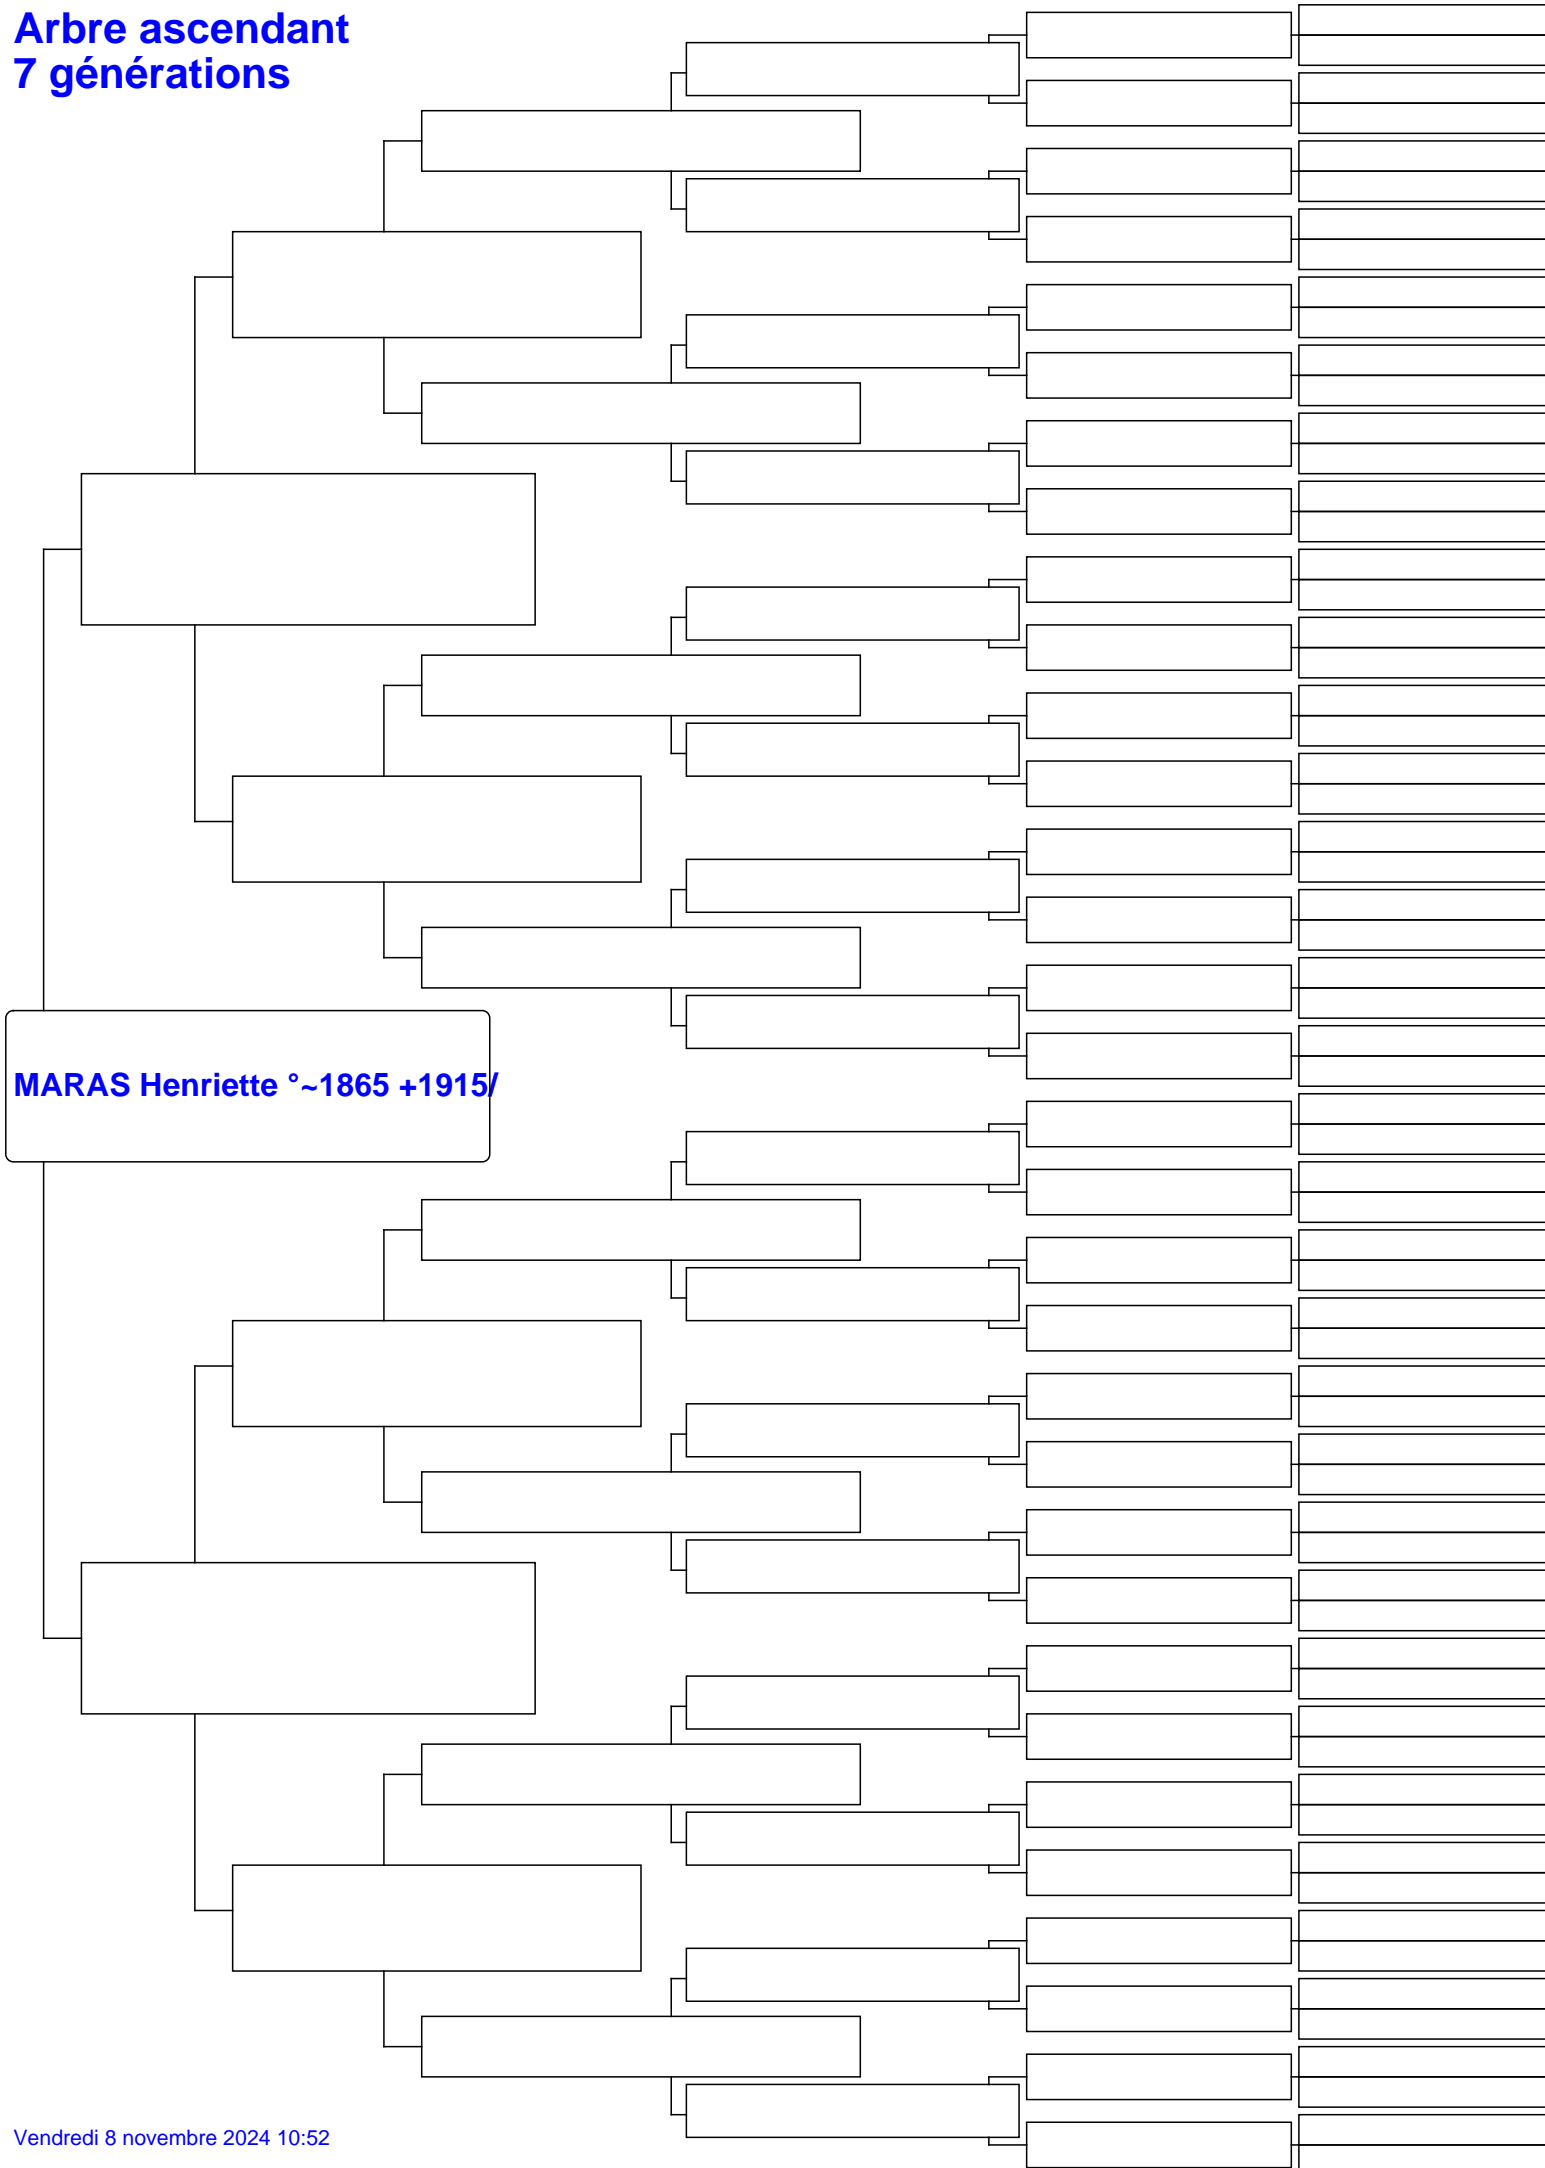 Arbre ascendant
7 générations
MARAS Henriette °~1865 +1915/
Vendredi 8 novembre 2024 10:52